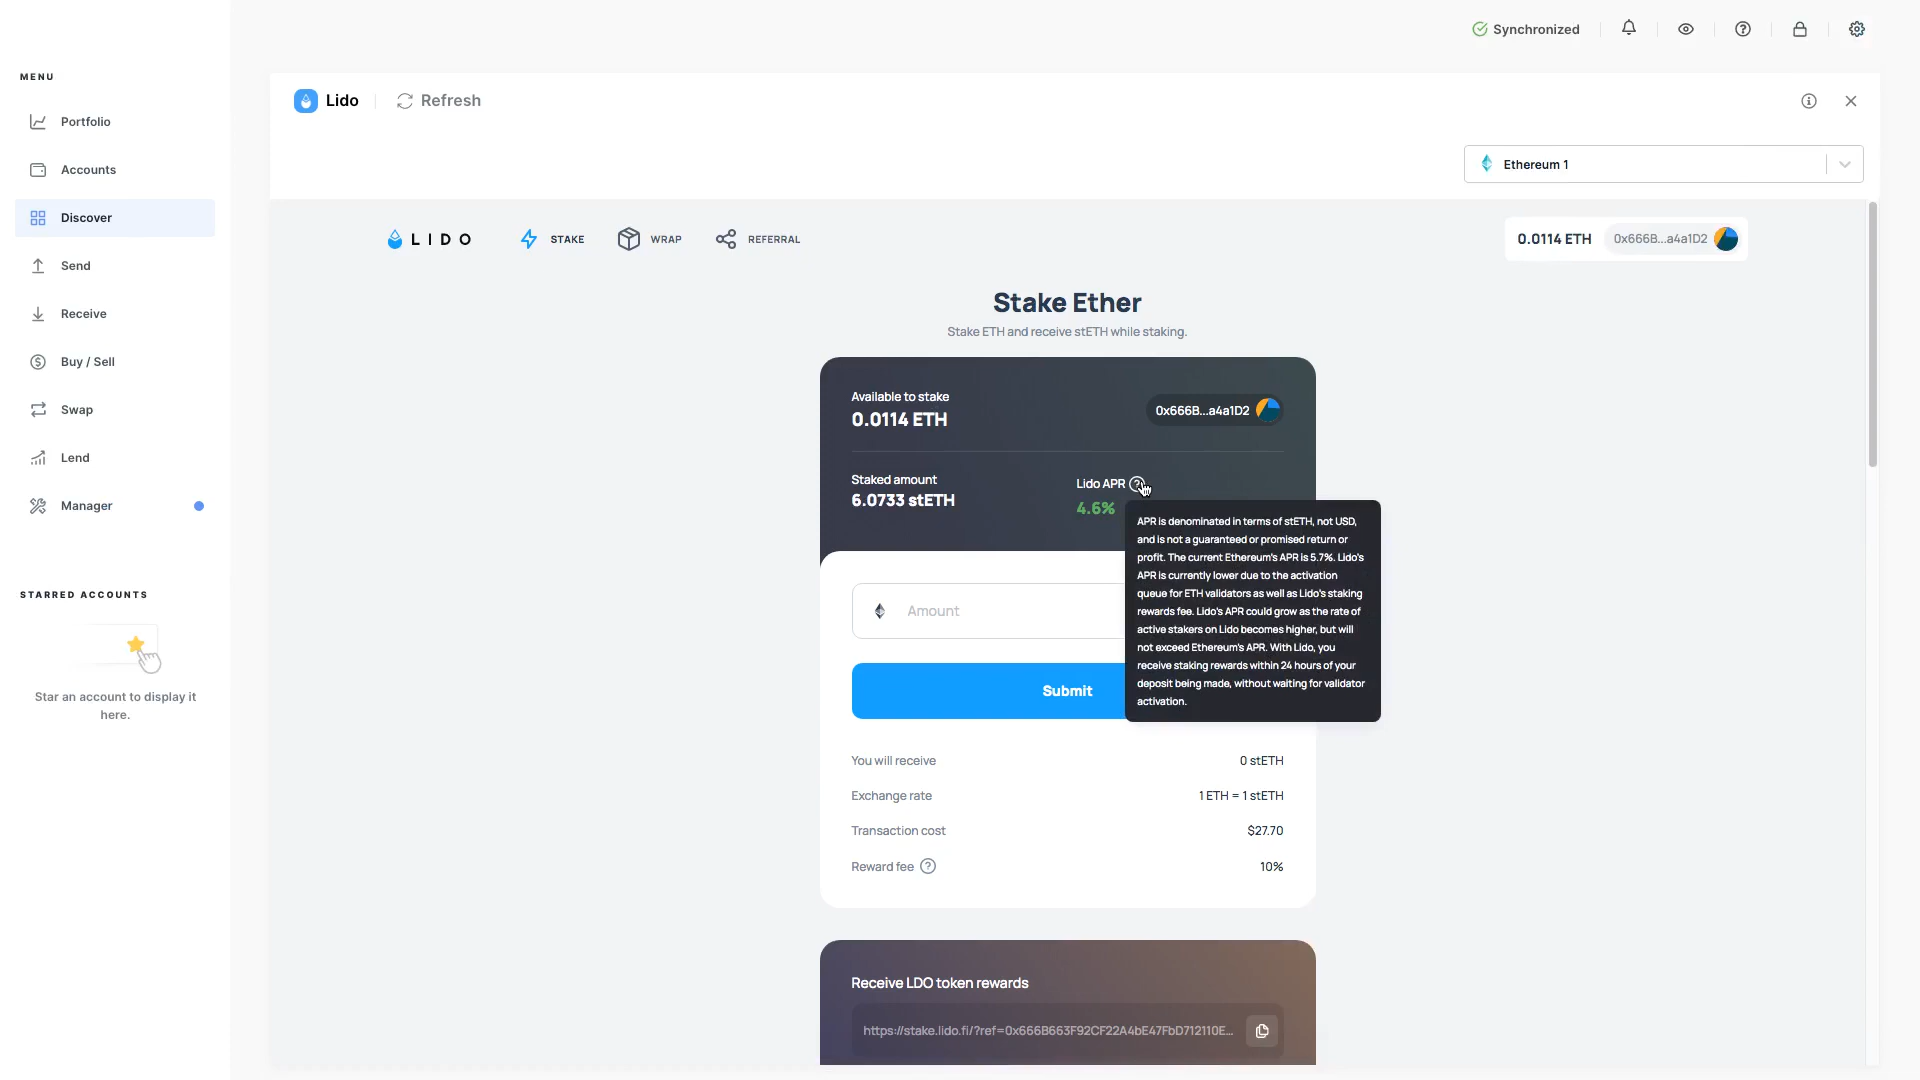 Synchronized
MENU
Portfolio
Accounts
Discover
Send
Receive
Buy / Sell
Swap
Lend
Manager
STARRED ACCOUNTS
Star an account to display it
here.
Lido
Refresh
Ethereum 1
LIDO
STAKE
WRAP
REFERRAL
0.0114 ETH
0x666B...a4a1D2
Stake Ether
Stake ETH and receive stETH while staking.
Available to stake
0.0114 ETH
0x666B...a4a1D2
Staked amount
6.0733 stETH
Lido APR
4.6%
APR is denominated in terms of stETH, not USD,
and is not a guaranteed or promised return or
profit. The current Ethereum's APR is 5.7%. Lido's
APR is currently lower due to the activation
queue for ETH validators as well as Lido's staking
rewards fee. Lido's APR could grow as the rate of
active stakers on Lido becomes higher, but will
not exceed Ethereum's APR. With Lido, you
receive staking rewards within 24 hours of your
deposit being made, without waiting for validator
activation.
Amount
Submit
You will receive 0 stETH
Exchange rate 1 ETH = 1 stETH
Transaction cost $27.70
Reward fee 10%
Receive LDO token rewards
https://stake.lido.fi/?ref=0x666B663F92CF22A4bE47FbD712110E...